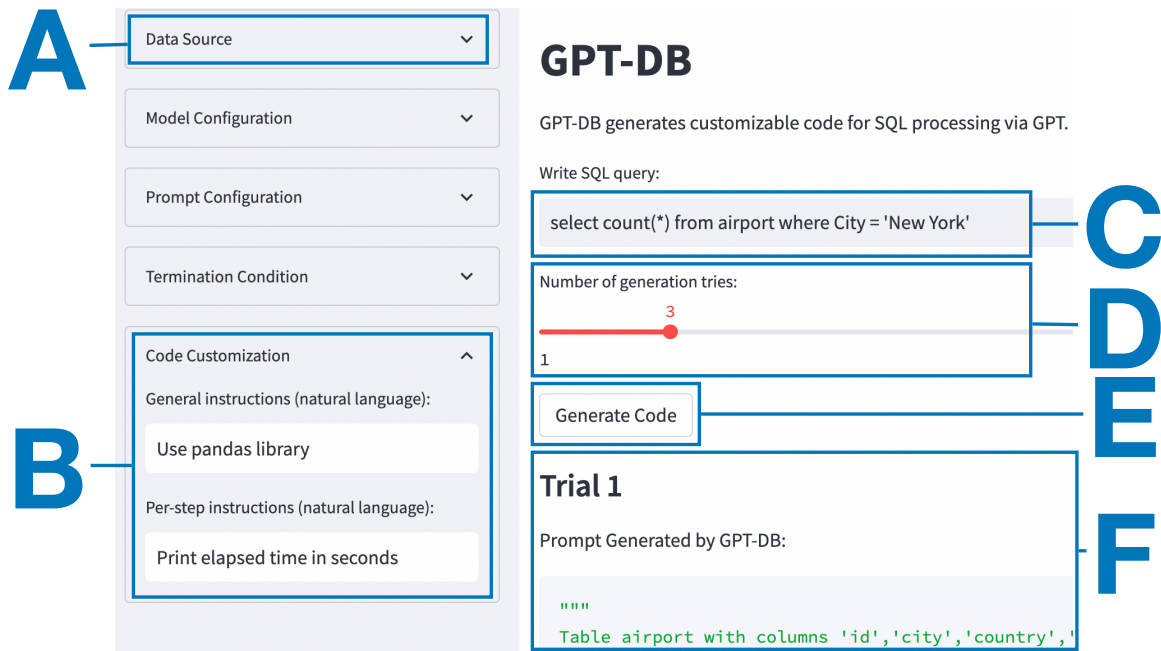 A
Data Source
Model Configuration
Prompt Configuration
Termination Condition
B
Code Customization
General instructions (natural language):
Use pandas library
Per-step instructions (natural language):
Print elapsed time in seconds
GPT-DB
GPT-DB generates customizable code for SQL processing via GPT.
Write SQL query:
select count(*) from airport where City = 'New York'
C
Number of generation tries:
3
1
D
Generate Code
E
Trial 1
Prompt Generated by GPT-DB:
"""
Table airport with columns 'id','city','country','
F